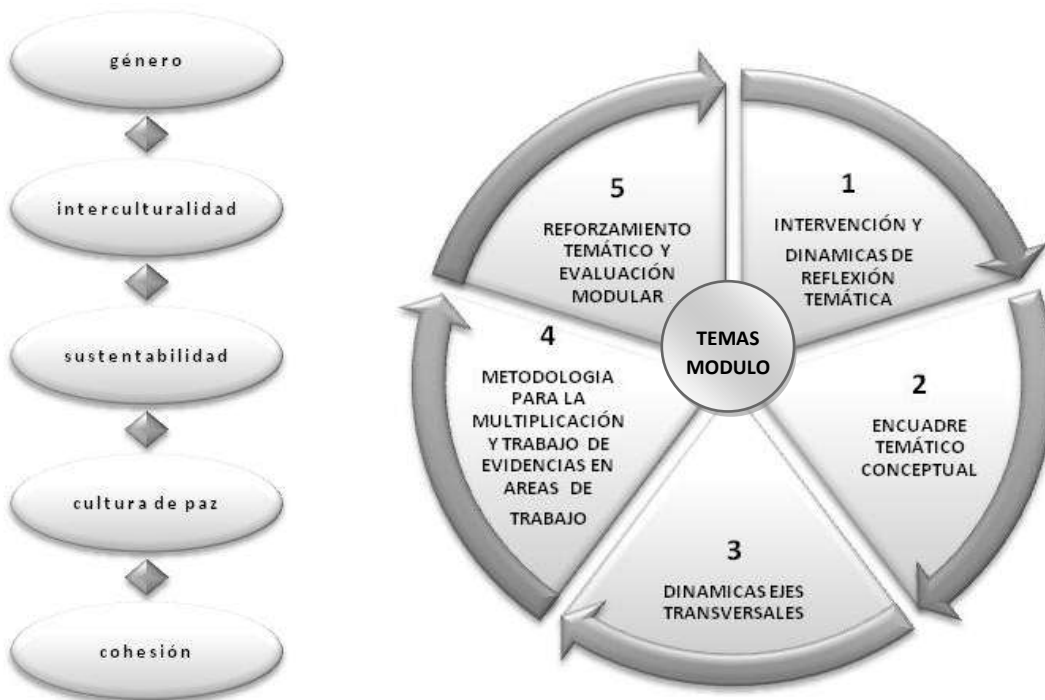 género
interculturalidad
sustentabilidad
cultura de paz
cohesión
TEMAS
MODULO
1
INTERVENCIÓN Y
DINAMICAS DE
REFLEXIÓN
TEMÁTICA
2
ENCUADRE
TEMÁTICO
CONCEPTUAL
3
DINAMICAS EJES
TRANSVERSALES
4
METODOLOGIA
PARA LA
MULTIPLICACIÓN
Y TRABAJO DE
EVIDENCIAS EN
AREAS DE
TRABAJO
5
REFORZAMIENTO
TEMÁTICO Y
EVALUACIÓN
MODULAR